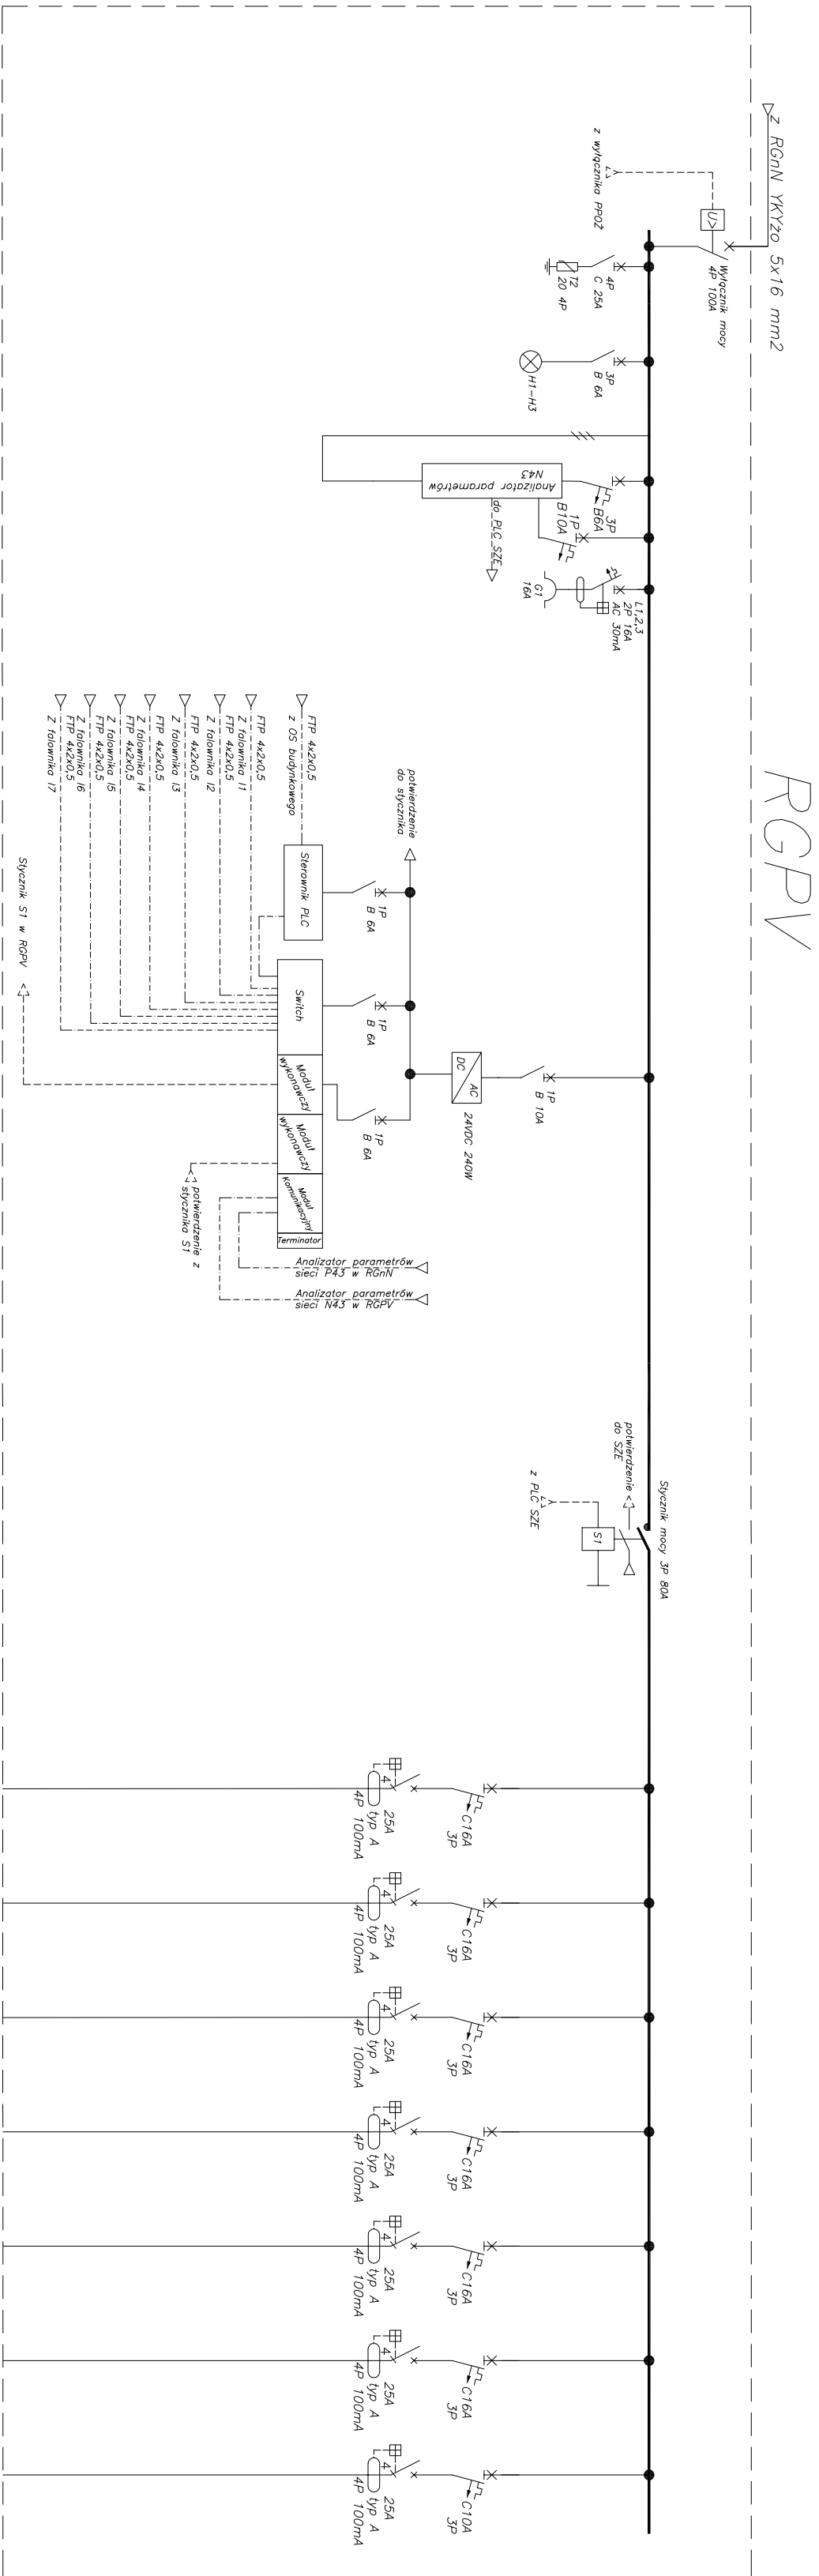 RGPV
z RGnN YKYżo 5x16 mm2
Wyłącznik mocy
4P 100A
U>
z wyłącznika PPOŻ
4P
C 25A
T2
20 4P
3P
B 6A
H1-H3
3P
B6A
1P
B10A
Analizator parametrów
N43
do PLC SZE
L1,2,3
2P 16A
AC 30mA
G1
16A
1P
B 10A
AC
DC
24VDC 240W
potwierdzenie
do stycznika
1P
B 6A
1P
B 6A
1P
B 6A
Sterownik PLC
Switch
Moduł
wykonawczy
Moduł
wykonawczy
Moduł
Komunikacyjny
Terminator
FTP 4x2x0,5
z OS budynkowego
FTP 4x2x0,5
Z falownika I1
FTP 4x2x0,5
Z falownika I2
FTP 4x2x0,5
Z falownika I3
FTP 4x2x0,5
Z falownika I4
FTP 4x2x0,5
Z falownika I5
FTP 4x2x0,5
Z falownika I6
FTP 4x2x0,5
Z falownika I7
Stycznik S1 w RGPV
potwierdzenie z
stycznika S1
Analizator parametrów
sieci P43 w RGnN
Analizator parametrów
sieci N43 w RGPV
Stycznik mocy 3P 80A
potwierdzenie
do SZE
S1
z PLC SZE
C16A
3P
4
25A
typ A
4P 100mA
C16A
3P
4
25A
typ A
4P 100mA
C16A
3P
4
25A
typ A
4P 100mA
C16A
3P
4
25A
typ A
4P 100mA
C16A
3P
4
25A
typ A
4P 100mA
C16A
3P
4
25A
typ A
4P 100mA
C10A
3P
4
25A
typ A
4P 100mA